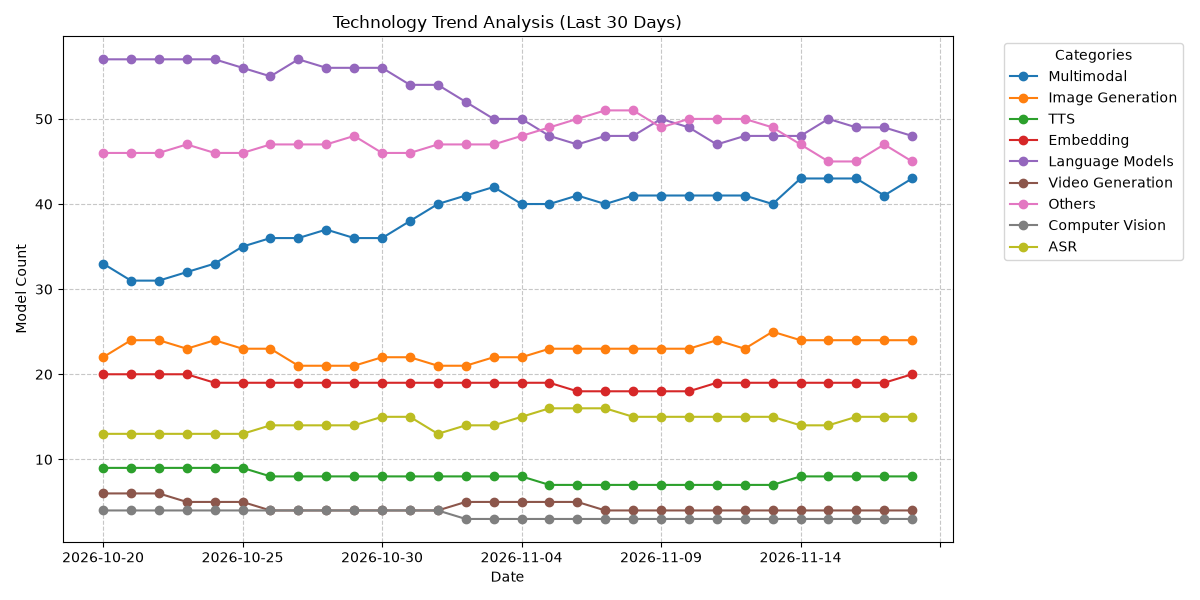 Technology Trend Analysis (Last 30 Days)
Model Count
50
40
30
20
10
2026-10-20
2026-10-25
2026-10-30
2026-11-04
2026-11-09
2026-11-14
Date
Categories
Multimodal
Image Generation
TTS
Embedding
Language Models
Video Generation
Others
Computer Vision
ASR